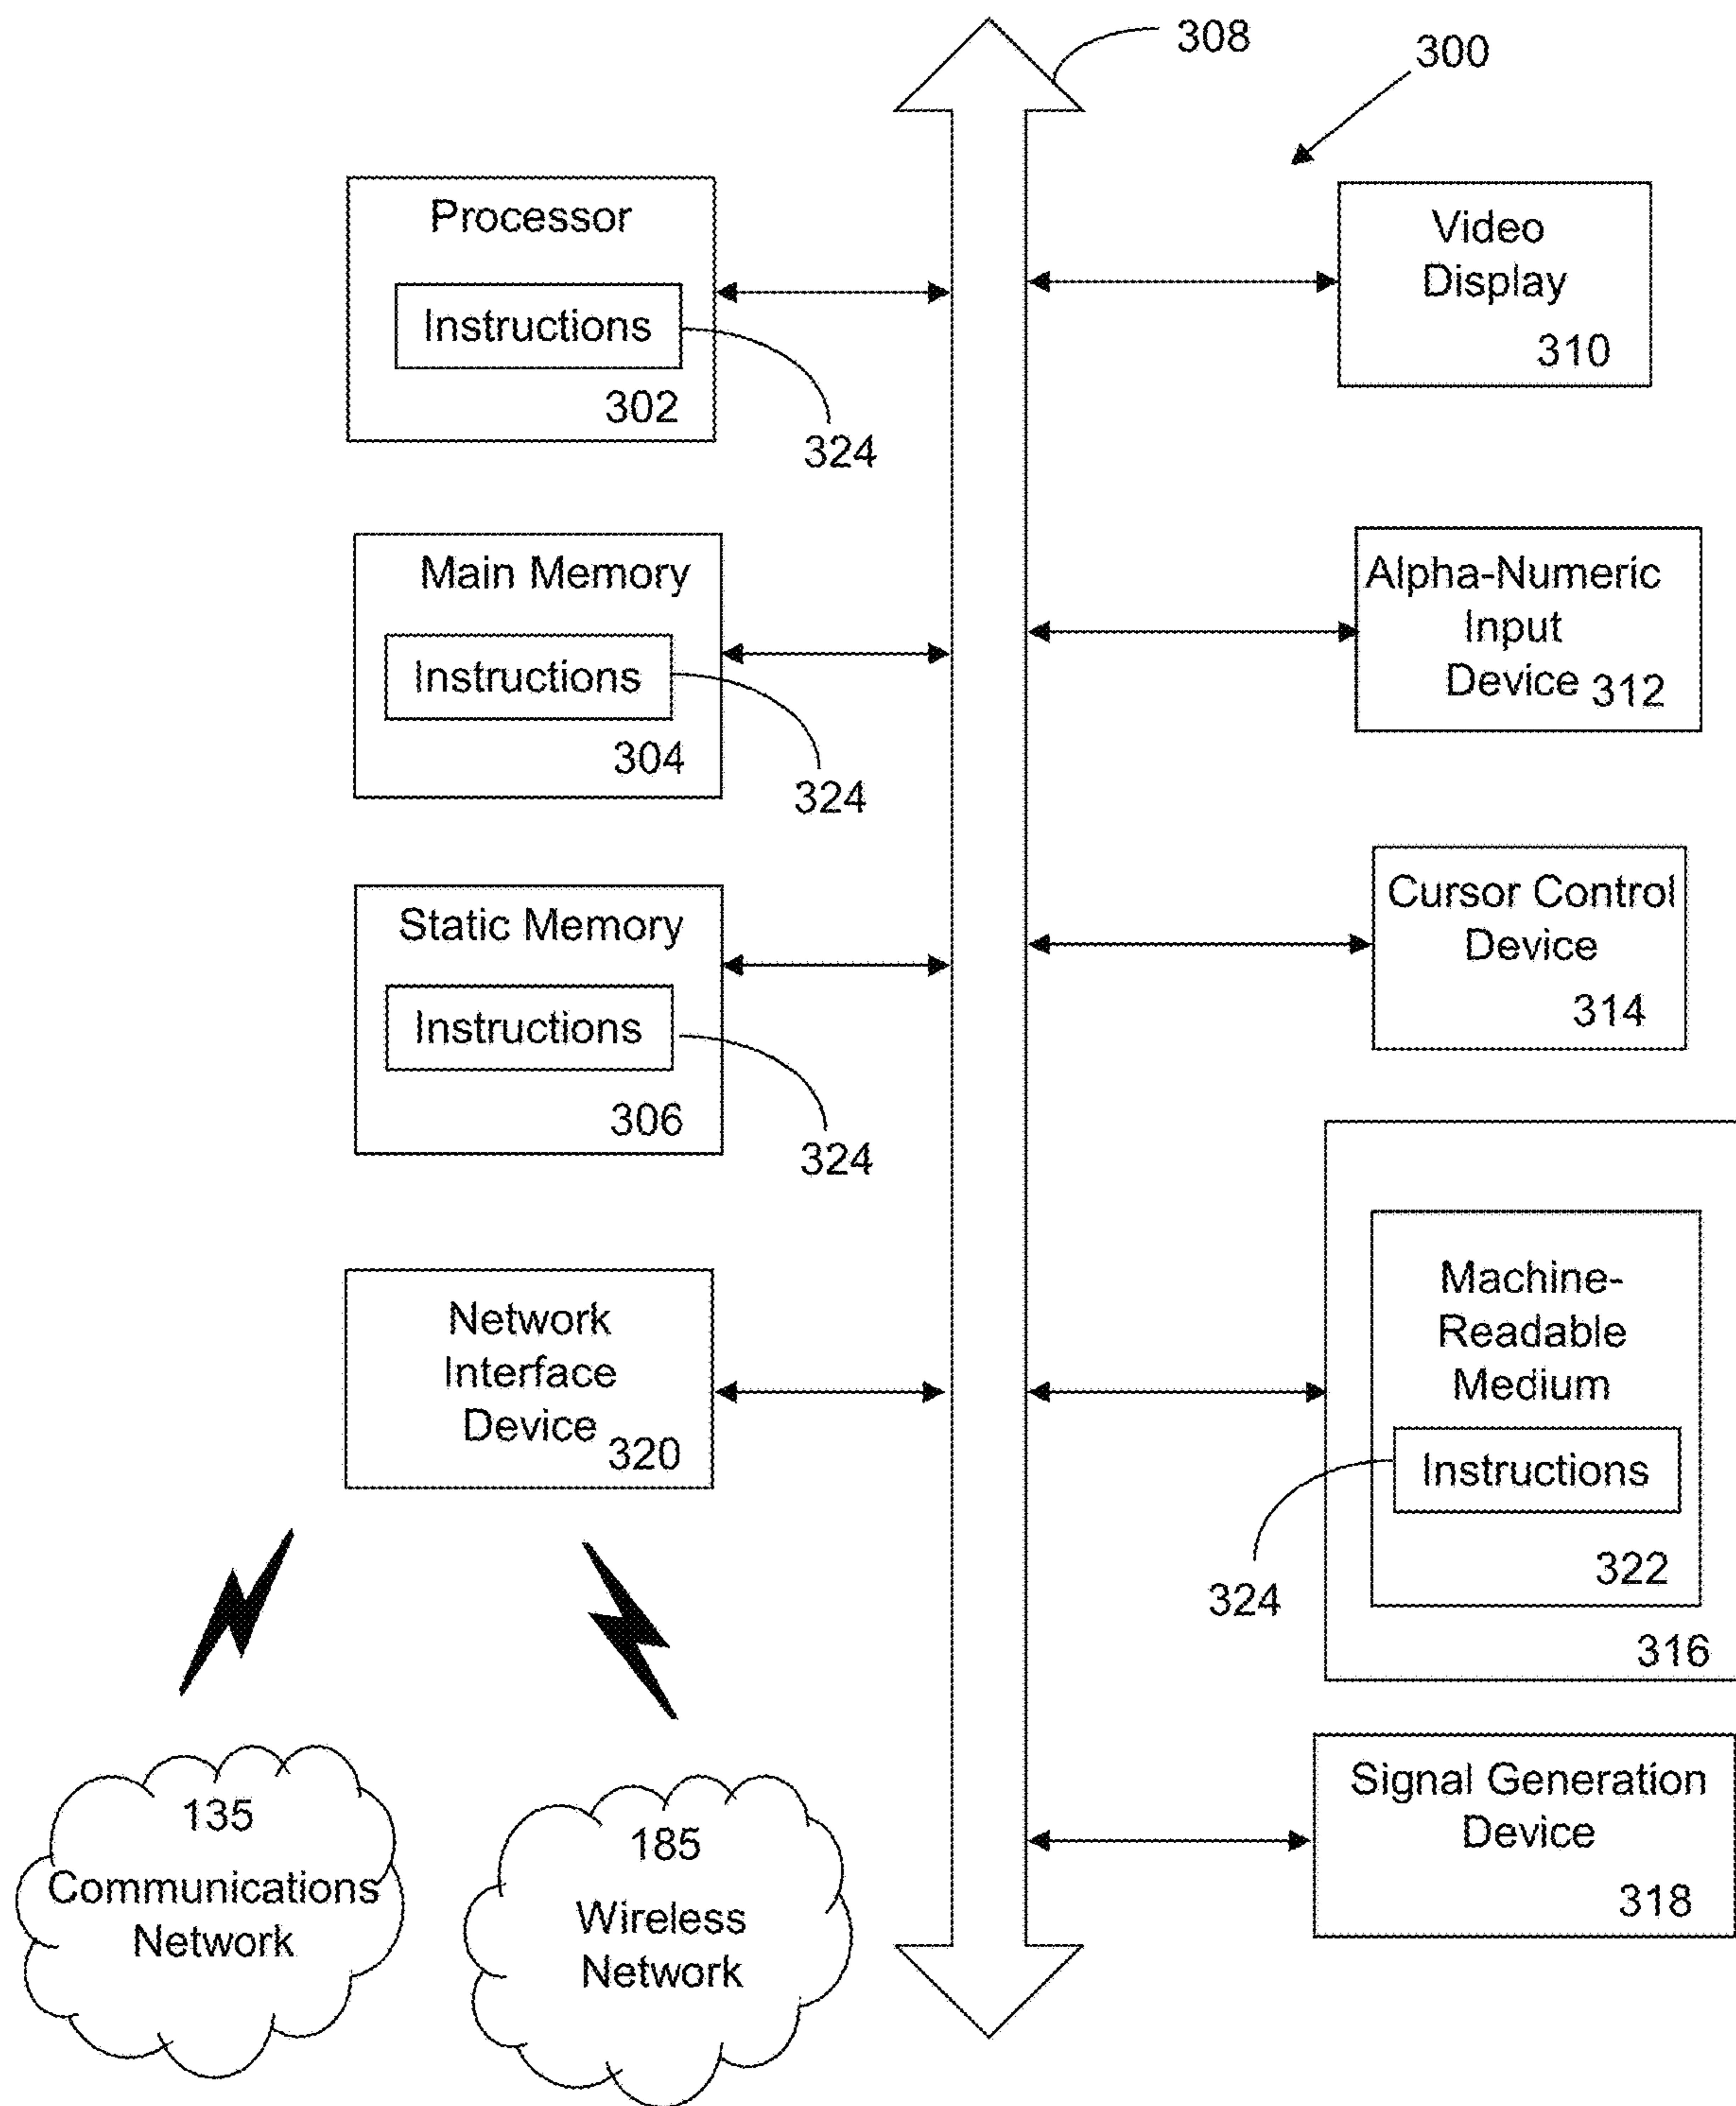 308
300
Processor
Instructions
302
324
Video
Display
310
Main Memory
Instructions
304
324
Alpha-Numeric
Input
Device 312
Static Memory
Instructions
306
324
Cursor Control
Device
314
Network
Interface
Device 320
Machine-
Readable
Medium
Instructions
322
324
316
135
Communications
Network
185
Wireless
Network
Signal Generation
Device
318